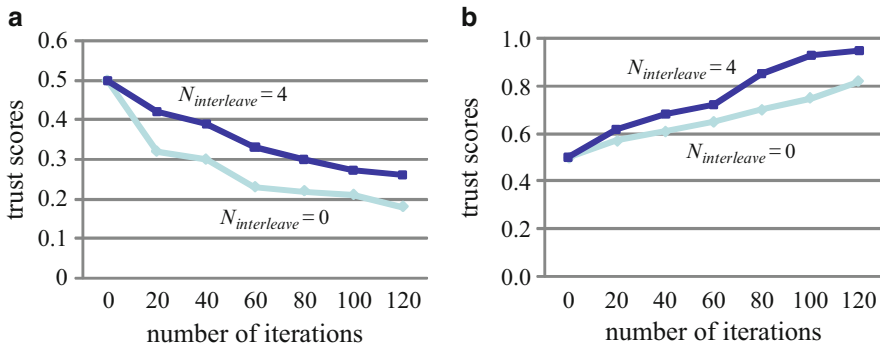 a
0.6
0.5
0.4
0.3
0.2
0.1
0
trust scores
N_interleave = 4
N_interleave = 0
0 20 40 60 80 100 120
number of iterations
b
1.0
0.8
0.6
0.4
0.2
0.0
trust scores
N_interleave = 4
N_interleave = 0
0 20 40 60 80 100 120
number of iterations